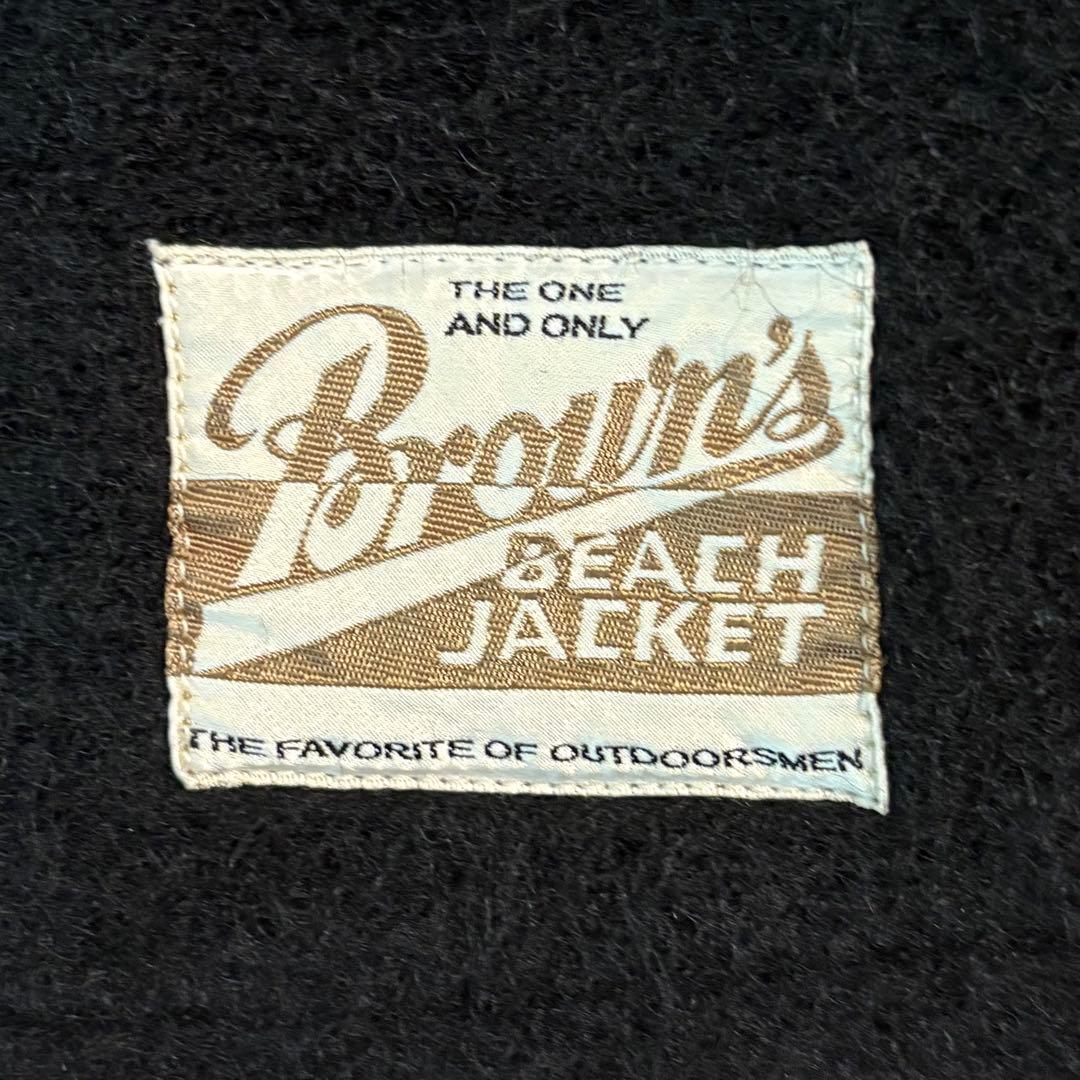 THE ONE
AND ONLY
Brown's
BEACH
JACKET
THE FAVORITE OF OUTDOORSMEN